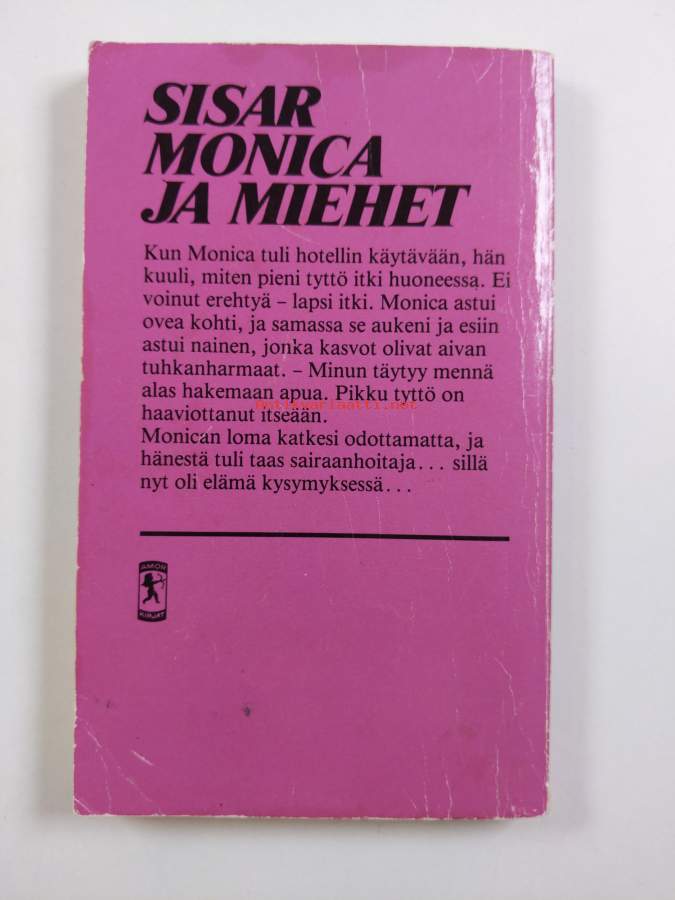 SISAR
MONICA
JA MIEHET
Kun Monica tuli hotellin käytävään, hän
kuuli, miten pieni tyttö itki huoneessa. Ei
voinut erehtyä – lapsi itki. Monica astui
ovea kohti, ja samassa se aukeni ja esiin
astui nainen, jonka kasvot olivat aivan
tuhkanharmaat. – Minun täytyy mennä
alas hakemaan apua. Pikku tyttö on
antikvariaatti.net
haaviottanut itseään.
Monican loma katkesi odottamatta, ja
hänestä tuli taas sairaanhoitaja... sillä
nyt oli elämä kysymyksessä...
AMOR
KIRJAT